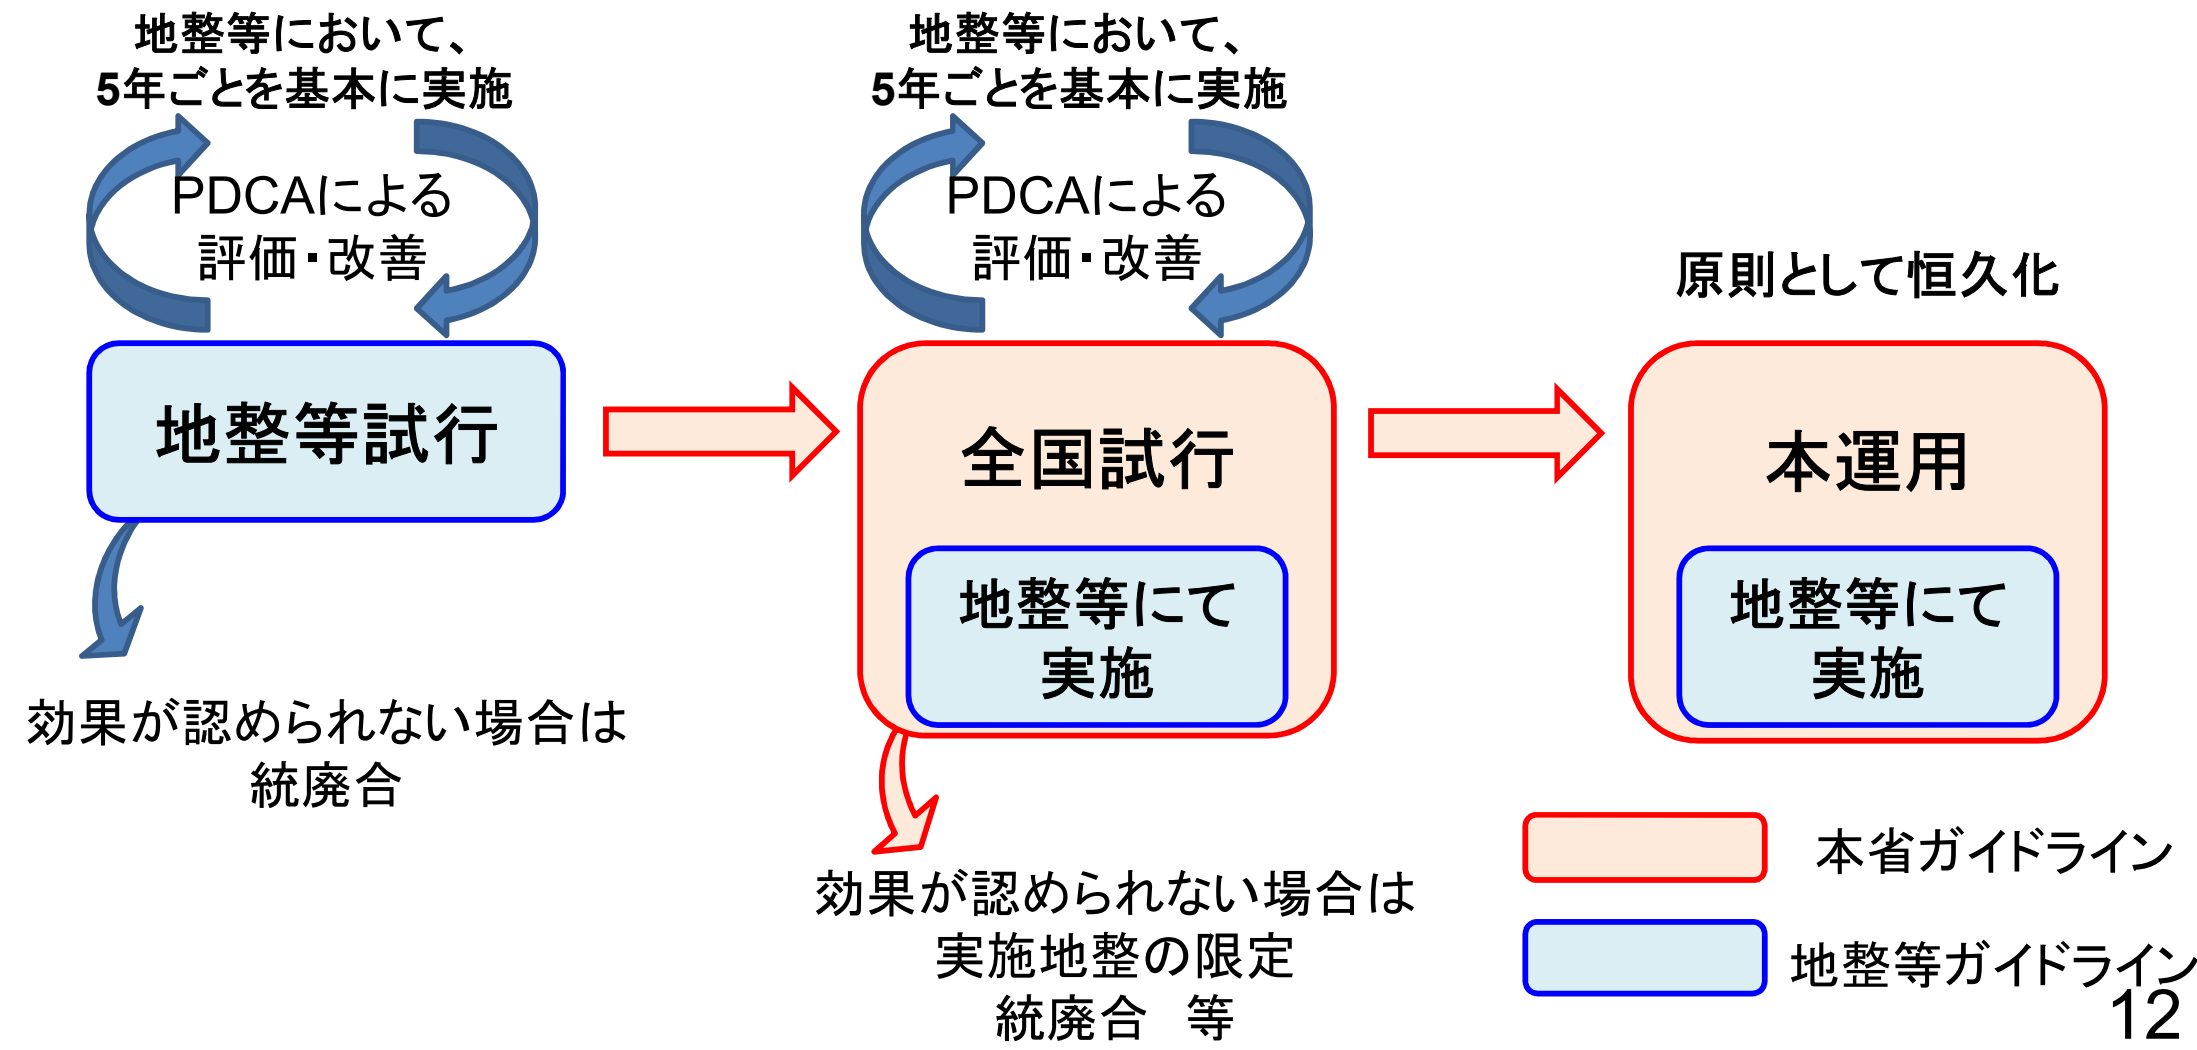 地整等において、
5年ごとを基本に実施
PDCAによる
評価・改善
地整等試行
効果が認められない場合は
統廃合
地整等において、
5年ごとを基本に実施
PDCAによる
評価・改善
全国試行
地整等にて
実施
効果が認められない場合は
実施地整の限定
統廃合　等
原則として恒久化
本運用
地整等にて
実施
本省ガイドライン
地整等ガイドライン
12